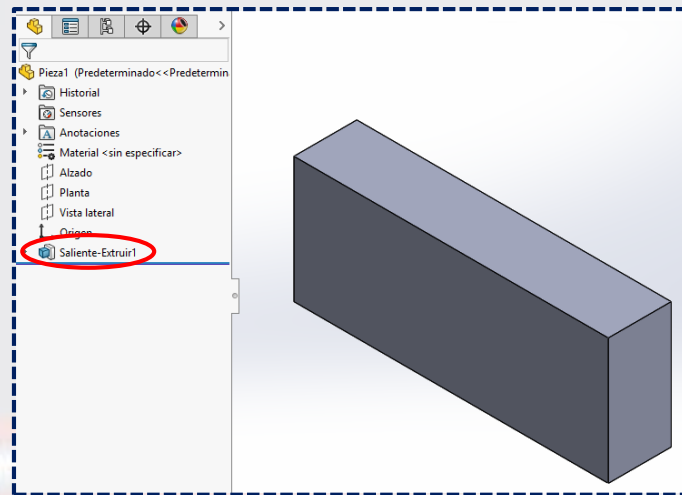 Pieza1 (Predeterminado<<Predetermin
Historial
Sensores
Anotaciones
Material <sin especificar>
Alzado
Planta
Vista lateral
Origen
Saliente-Extruir1